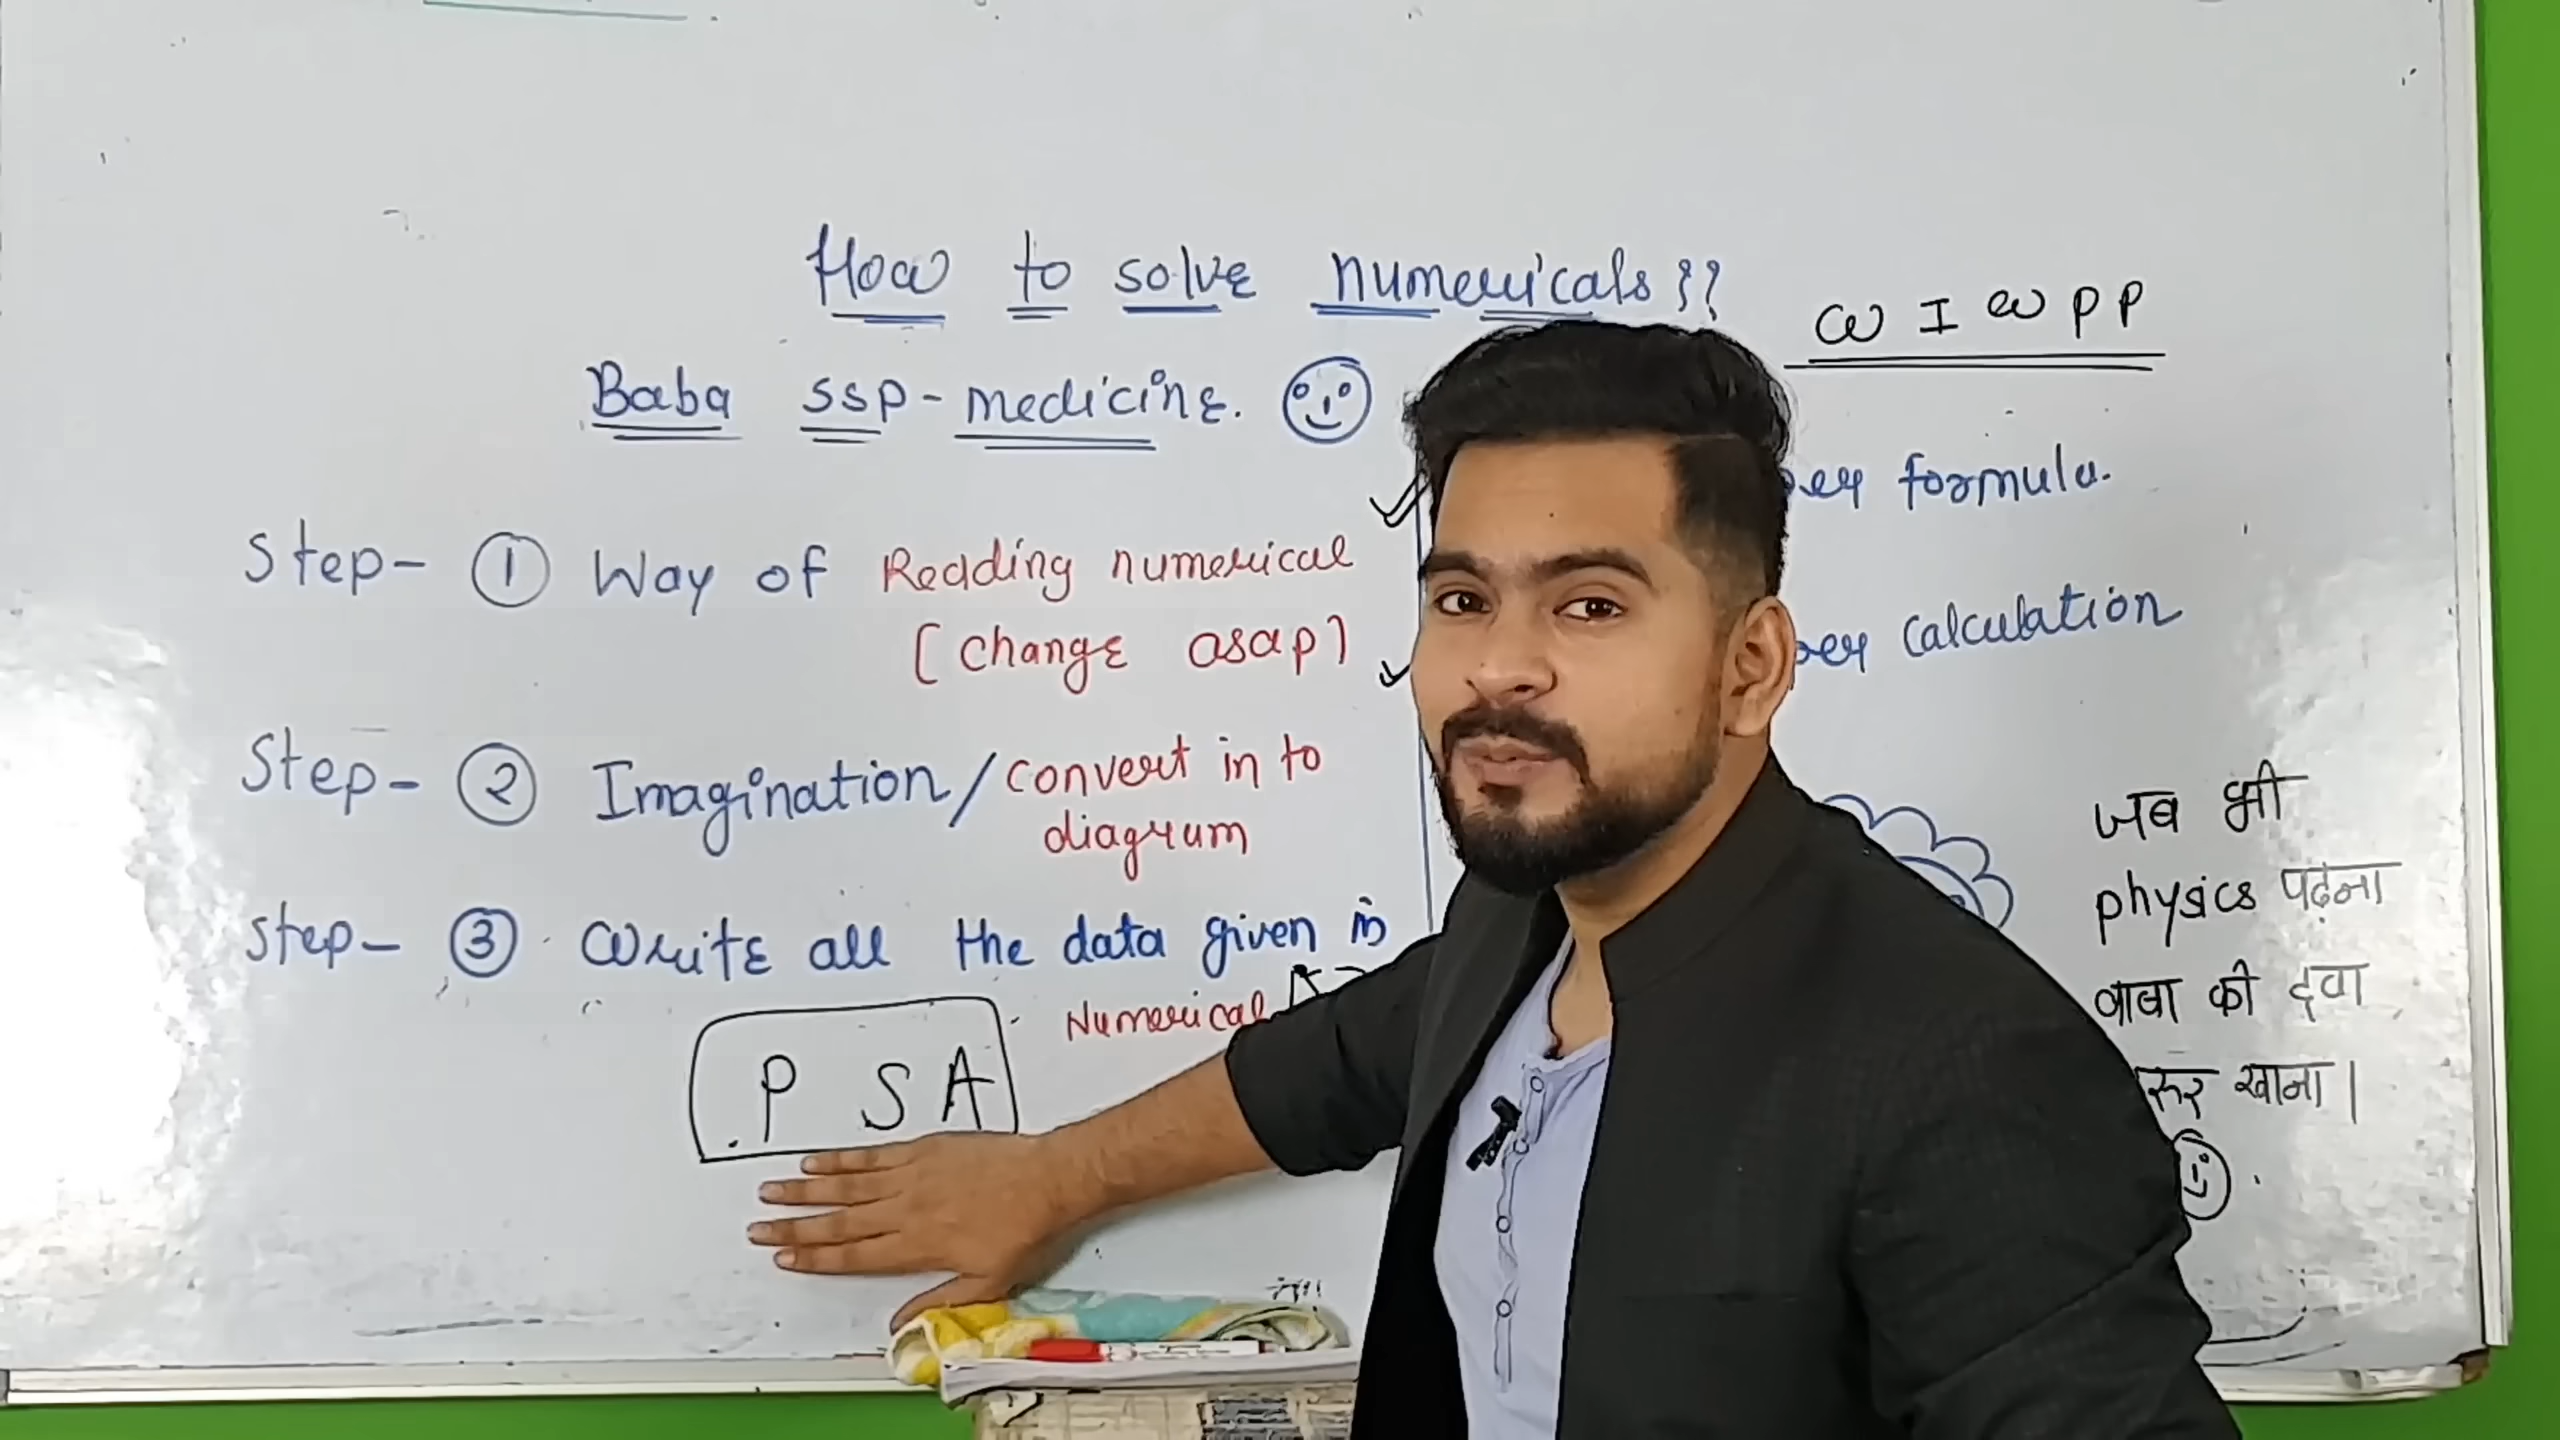 How to solve numericals??
W I W P P
Baba SSP-medicine.
Step- ① Way of Reading numerical
[change asap]
Step- ② Imagination/convert in to
diagram
Step- ③ Write all the data given in
Numerical
P S A
formula.
calculation
जब भी
physics पढ़ना
बाबा की दवा
खाना।